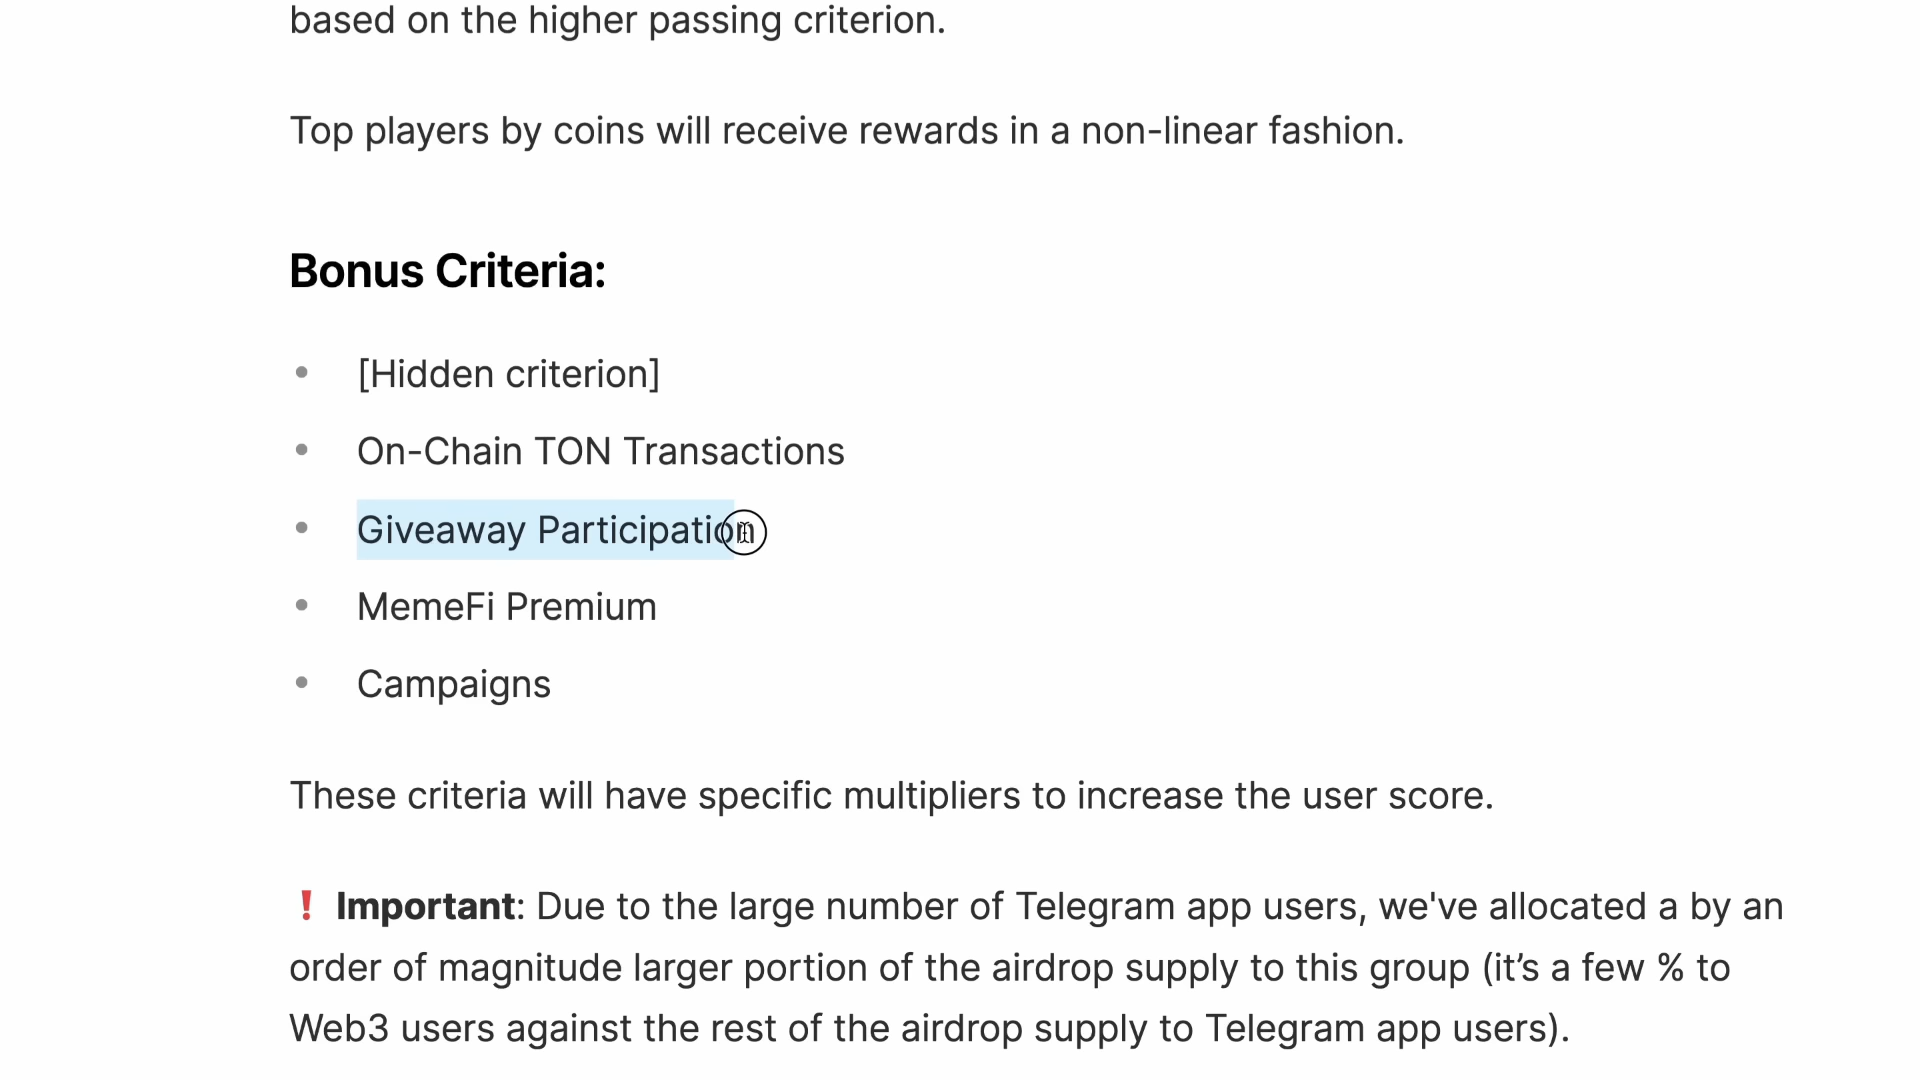 based on the higher passing criterion.
Top players by coins will receive rewards in a non-linear fashion.
Bonus Criteria:
• [Hidden criterion]
• On-Chain TON Transactions
• Giveaway Participation
• MemeFi Premium
• Campaigns
These criteria will have specific multipliers to increase the user score.
❗ Important: Due to the large number of Telegram app users, we've allocated a by an
order of magnitude larger portion of the airdrop supply to this group (it’s a few % to
Web3 users against the rest of the airdrop supply to Telegram app users).